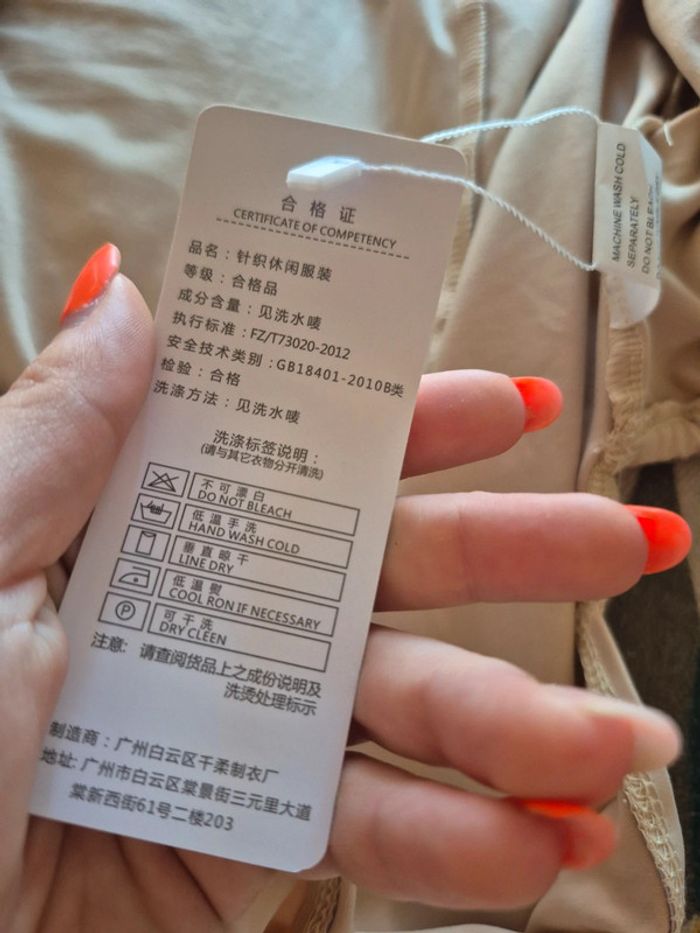 合格证
CERTIFICATE OF COMPETENCY
品名：针织休闲服装
等级：合格品
成分含量：见洗水唛
执行标准：FZ/T73020-2012
安全技术类别：GB18401-2010B类
检验：合格
洗涤方法：见洗水唛
洗涤标签说明：
(请与其它衣物分开清洗)
不可漂白
DO NOT BLEACH
低温手洗
HAND WASH COLD
垂直晾干
LINE DRY
低温熨
COOL RON IF NECESSARY
P
可干洗
DRY CLEEN
注意: 请查阅货品上之成份说明及
洗烫处理标示
制造商：广州白云区千柔制衣厂
地址: 广州市白云区棠景街三元里大道
棠新西街61号二楼203
MACHINE WASH COLD
SEPARATELY
DO NOT BLEACH